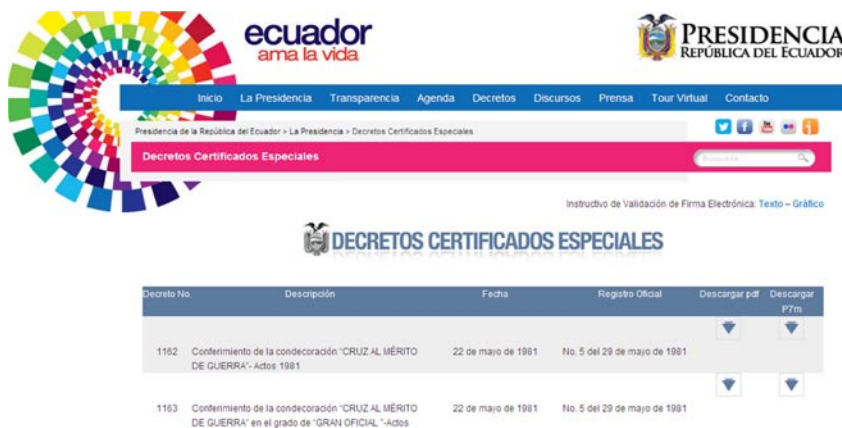 ecuador
ama la vida
PRESIDENCIA
REPÚBLICA DEL ECUADOR
Inicio La Presidencia Transparencia Agenda Decretos Discursos Prensa Tour Virtual Contacto
Presidencia de la República del Ecuador > La Presidencia > Decretos Certificados Especiales
Decretos Certificados Especiales
Búsqueda
Instructivo de Validación de Firma Electrónica: Texto – Gráfico
DECRETOS CERTIFICADOS ESPECIALES
Decreto No. Descripción Fecha Registro Oficial Descargar pdf Descargar
P7m
1162 Conferimiento de la condecoración "CRUZ AL MÉRITO 22 de mayo de 1981 No. 5 del 29 de mayo de 1981
DE GUERRA"- Actos 1981
1163 Conferimiento de la condecoración "CRUZ AL MÉRITO 22 de mayo de 1981 No. 5 del 29 de mayo de 1981
DE GUERRA" en el grado de "GRAN OFICIAL "-Actos